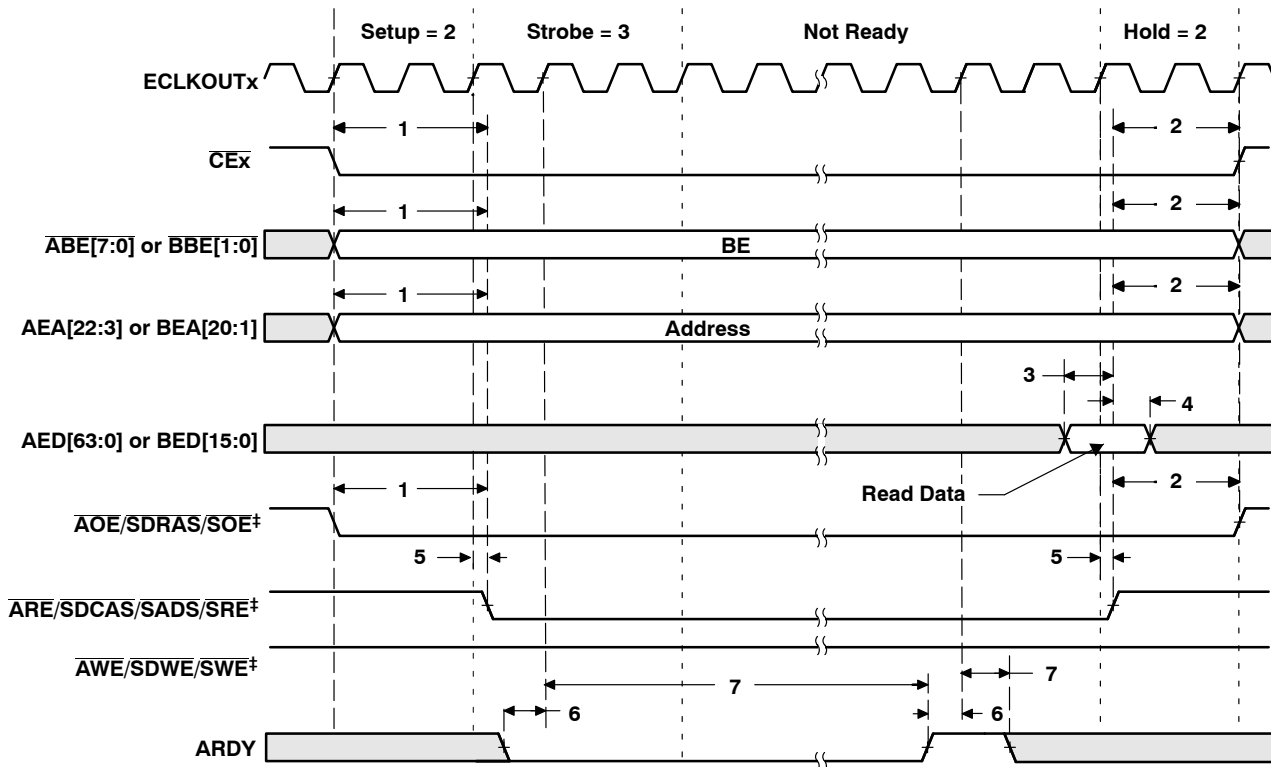 Setup = 2 Strobe = 3 Not Ready Hold = 2
ECLKOUTx
1 2
CEx
1 2
ABE[7:0] or BBE[1:0] BE
1 2
AEA[22:3] or BEA[20:1] Address
3
4
AED[63:0] or BED[15:0]
1 Read Data 2
AOE/SDRAS/SOE‡
5 5
ARE/SDCAS/SADS/SRE‡
AWE/SDWE/SWE‡
7 7
6 6
ARDY